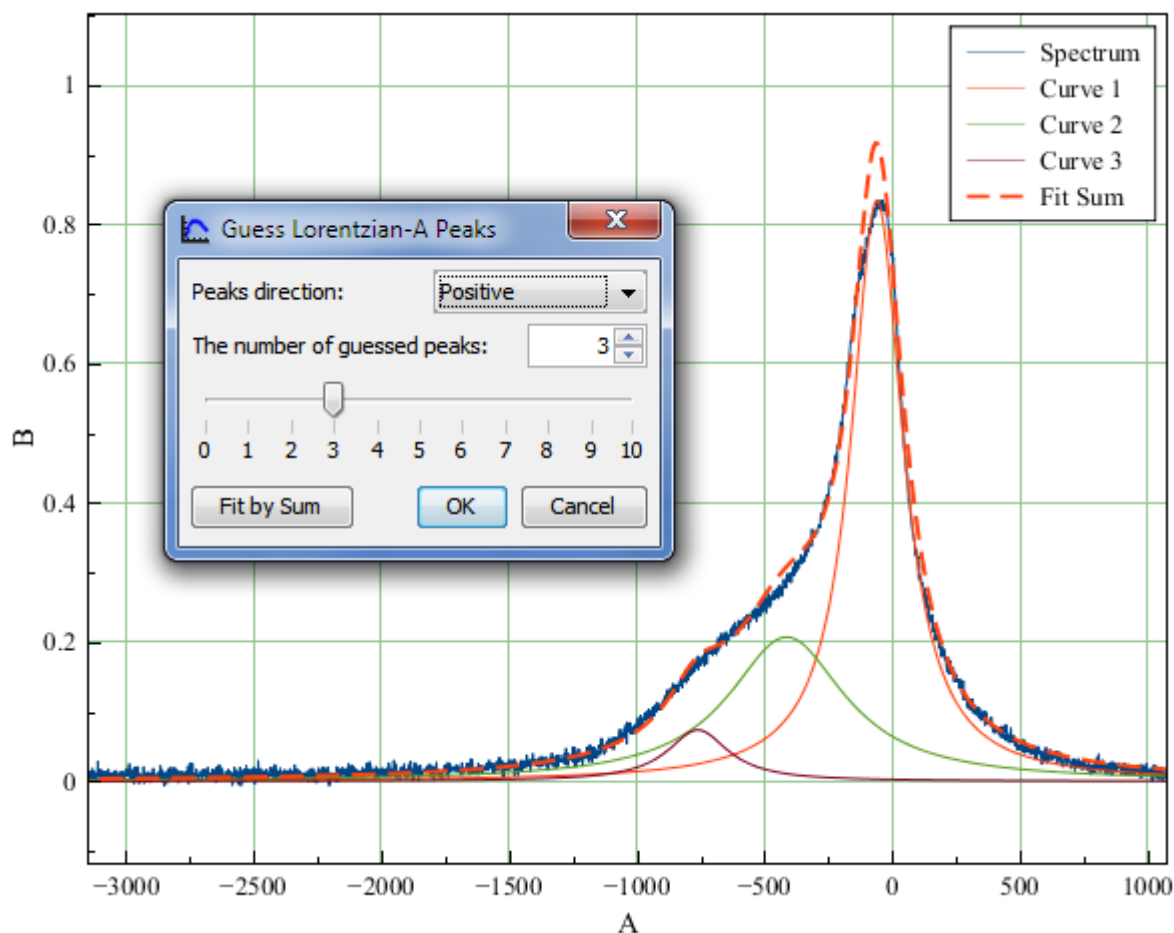 1
0.8
0.6
0.4
0.2
0
B
−3000
−2500
−2000
−1500
−1000
−500
0
500
1000
A
Spectrum
Curve 1
Curve 2
Curve 3
Fit Sum
Guess Lorentzian-A Peaks
Peaks direction: Positive
The number of guessed peaks: 3
0 1 2 3 4 5 6 7 8 9 10
Fit by Sum OK Cancel